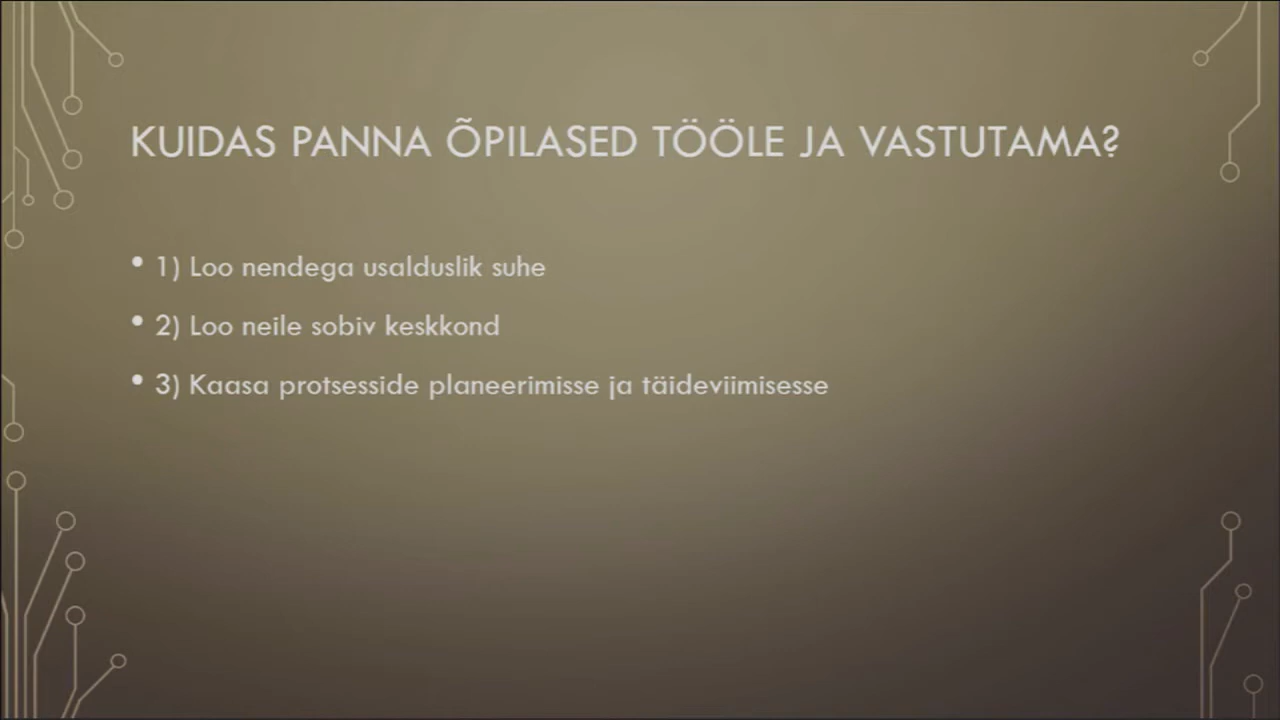 KUIDAS PANNA ÕPILASED TÖÖLE JA VASTUTAMA?
• 1) Loo nendega usalduslik suhe
• 2) Loo neile sobiv keskkond
• 3) Kaasa protsesside planeerimisse ja täideviimisesse